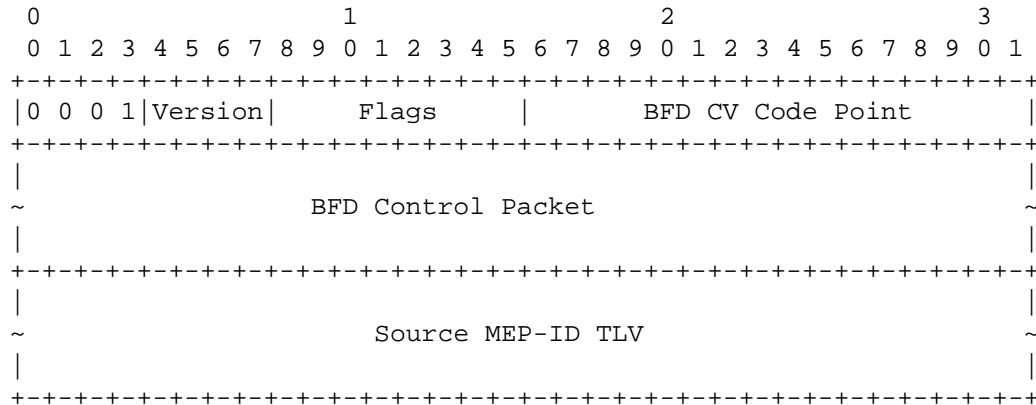 0                   1                   2                   3
 0 1 2 3 4 5 6 7 8 9 0 1 2 3 4 5 6 7 8 9 0 1 2 3 4 5 6 7 8 9 0 1
+-+-+-+-+-+-+-+-+-+-+-+-+-+-+-+-+-+-+-+-+-+-+-+-+-+-+-+-+-+-+-+-+
|0 0 0 1|Version|     Flags     |       BFD CV Code Point       |
+-+-+-+-+-+-+-+-+-+-+-+-+-+-+-+-+-+-+-+-+-+-+-+-+-+-+-+-+-+-+-+-+
|                                                               |
~                  BFD Control Packet                           ~
|                                                               |
+-+-+-+-+-+-+-+-+-+-+-+-+-+-+-+-+-+-+-+-+-+-+-+-+-+-+-+-+-+-+-+-+
|                                                               |
~                      Source MEP-ID TLV                        ~
|                                                               |
+-+-+-+-+-+-+-+-+-+-+-+-+-+-+-+-+-+-+-+-+-+-+-+-+-+-+-+-+-+-+-+-+